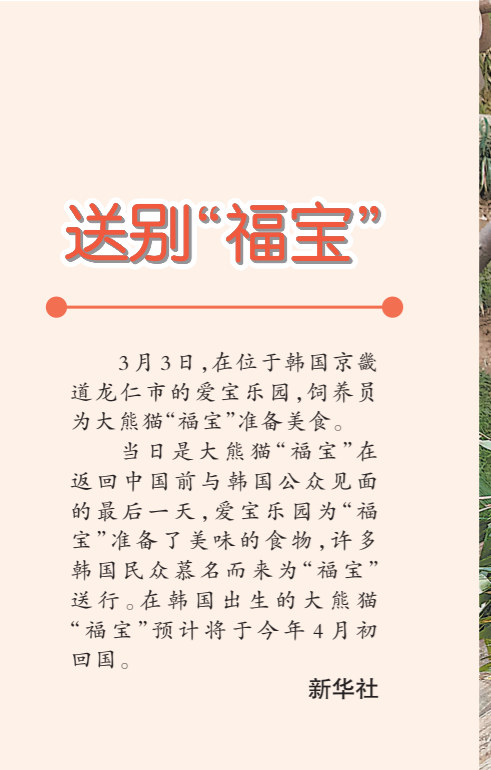 送别“福宝”
3月3日,在位于韩国京畿
道龙仁市的爱宝乐园,饲养员
为大熊猫“福宝”准备美食。
当日是大熊猫“福宝”在
返回中国前与韩国公众见面
的最后一天,爱宝乐园为“福
宝”准备了美味的食物,许多
韩国民众慕名而来为“福宝”
送行。在韩国出生的大熊猫
“福宝”预计将于今年4月初
回国。
新华社